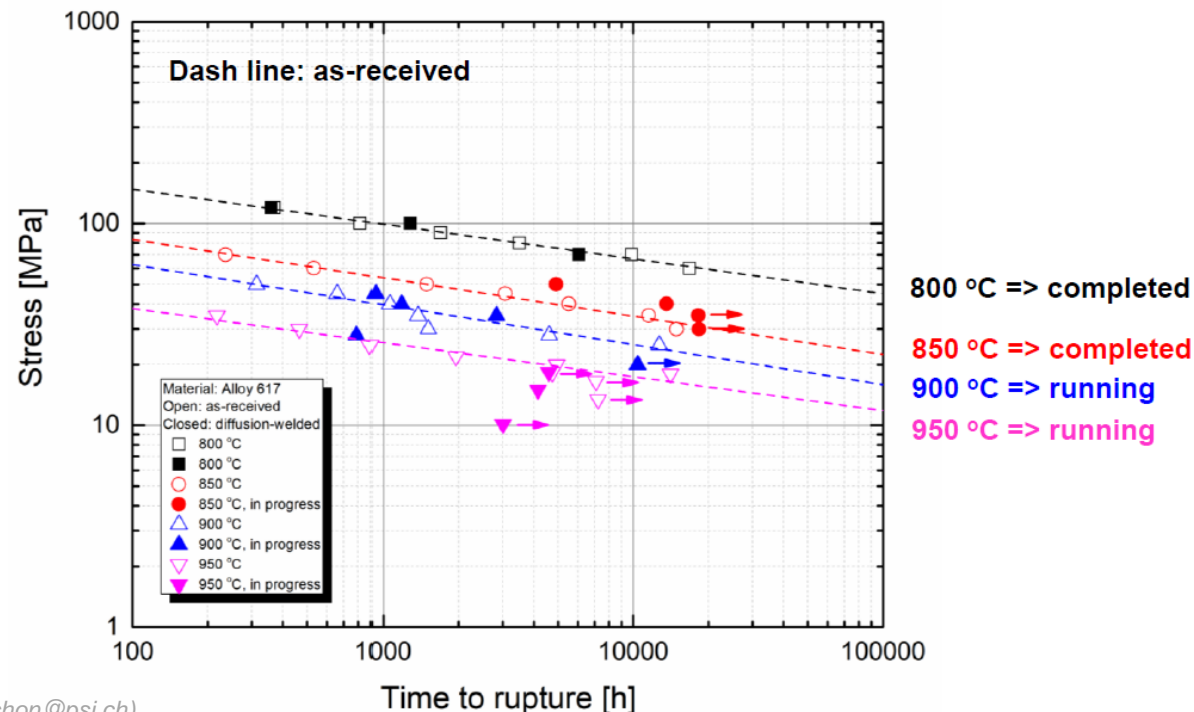 1000
Dash line: as-received
100
10
1
Stress [MPa]
800 °C => completed
850 °C => completed
900 °C => running
950 °C => running
Material: Alloy 617
Open: as-received
Closed: diffusion-welded
800 °C
800 °C
850 °C
850 °C, in progress
900 °C
900 °C, in progress
950 °C
950 °C, in progress
100
1000
10000
100000
Time to rupture [h]
@psi.ch)